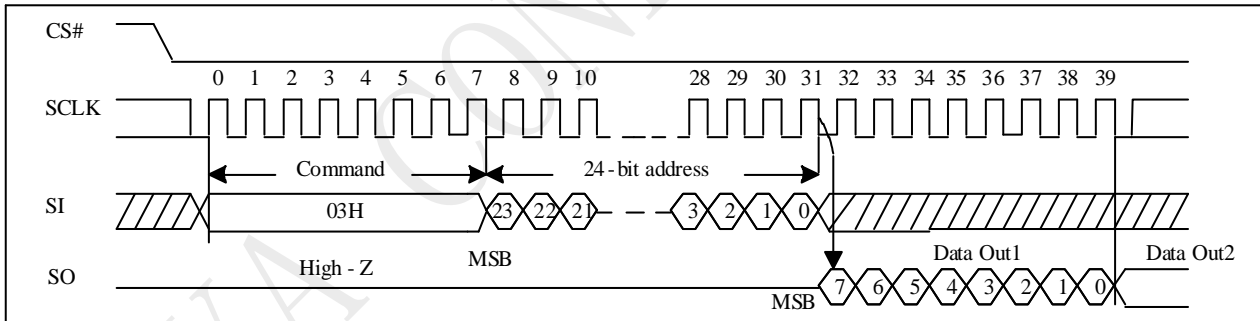 CS#
0 1 2 3 4 5 6 7 8 9 10 28 29 30 31 32 33 34 35 36 37 38 39
SCLK
Command 24-bit address
SI 03H 23 22 21 3 2 1 0
High - Z MSB Data Out1 Data Out2
SO MSB 7 6 5 4 3 2 1 0